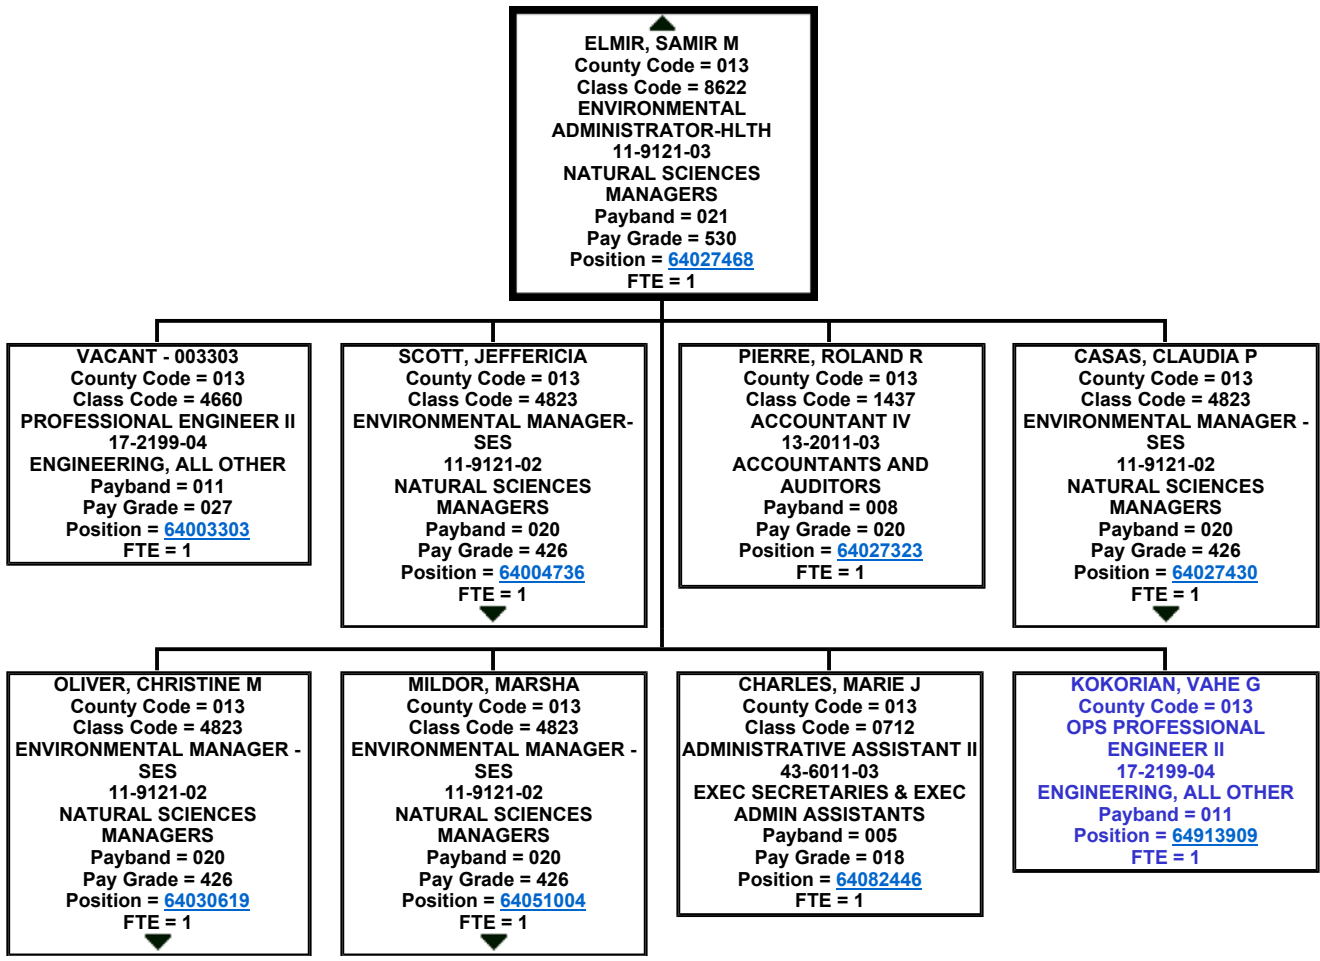 ELMIR, SAMIR M
County Code = 013
Class Code = 8622
ENVIRONMENTAL
ADMINISTRATOR-HLTH
11-9121-03
NATURAL SCIENCES
MANAGERS
Payband = 021
Pay Grade = 530
Position = 64027468
FTE = 1
VACANT - 003303
County Code = 013
Class Code = 4660
PROFESSIONAL ENGINEER II
17-2199-04
ENGINEERING, ALL OTHER
Payband = 011
Pay Grade = 027
Position = 64003303
FTE = 1
SCOTT, JEFFERICIA
County Code = 013
Class Code = 4823
ENVIRONMENTAL MANAGER-
SES
11-9121-02
NATURAL SCIENCES
MANAGERS
Payband = 020
Pay Grade = 426
Position = 64004736
FTE = 1
PIERRE, ROLAND R
County Code = 013
Class Code = 1437
ACCOUNTANT IV
13-2011-03
ACCOUNTANTS AND
AUDITORS
Payband = 008
Pay Grade = 020
Position = 64027323
FTE = 1
CASAS, CLAUDIA P
County Code = 013
Class Code = 4823
ENVIRONMENTAL MANAGER -
SES
11-9121-02
NATURAL SCIENCES
MANAGERS
Payband = 020
Pay Grade = 426
Position = 64027430
FTE = 1
OLIVER, CHRISTINE M
County Code = 013
Class Code = 4823
ENVIRONMENTAL MANAGER -
SES
11-9121-02
NATURAL SCIENCES
MANAGERS
Payband = 020
Pay Grade = 426
Position = 64030619
FTE = 1
MILDOR, MARSHA
County Code = 013
Class Code = 4823
ENVIRONMENTAL MANAGER -
SES
11-9121-02
NATURAL SCIENCES
MANAGERS
Payband = 020
Pay Grade = 426
Position = 64051004
FTE = 1
CHARLES, MARIE J
County Code = 013
Class Code = 0712
ADMINISTRATIVE ASSISTANT II
43-6011-03
EXEC SECRETARIES & EXEC
ADMIN ASSISTANTS
Payband = 005
Pay Grade = 018
Position = 64082446
FTE = 1
KOKORIAN, VAHE G
County Code = 013
OPS PROFESSIONAL
ENGINEER II
17-2199-04
ENGINEERING, ALL OTHER
Payband = 011
Position = 64913909
FTE = 1